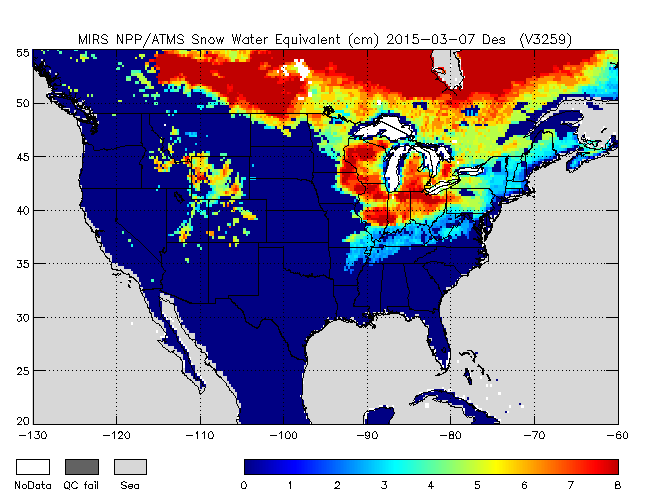 MIRS NPP/ATMS Snow Water Equivalent (cm) 2015-03-07 Des (V3259)
55
50
45
40
35
30
25
20
-130 -120 -110 -100 -90 -80 -70 -60
NoData QC fail Sea
0 1 2 3 4 5 6 7 8